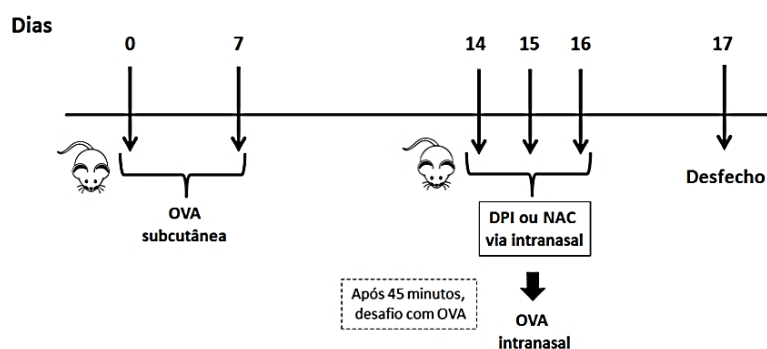 Dias
0 7 14 15 16 17
OVA
subcutânea
DPI ou NAC
via intranasal
Desfecho
Após 45 minutos,
desafio com OVA
OVA
intranasal